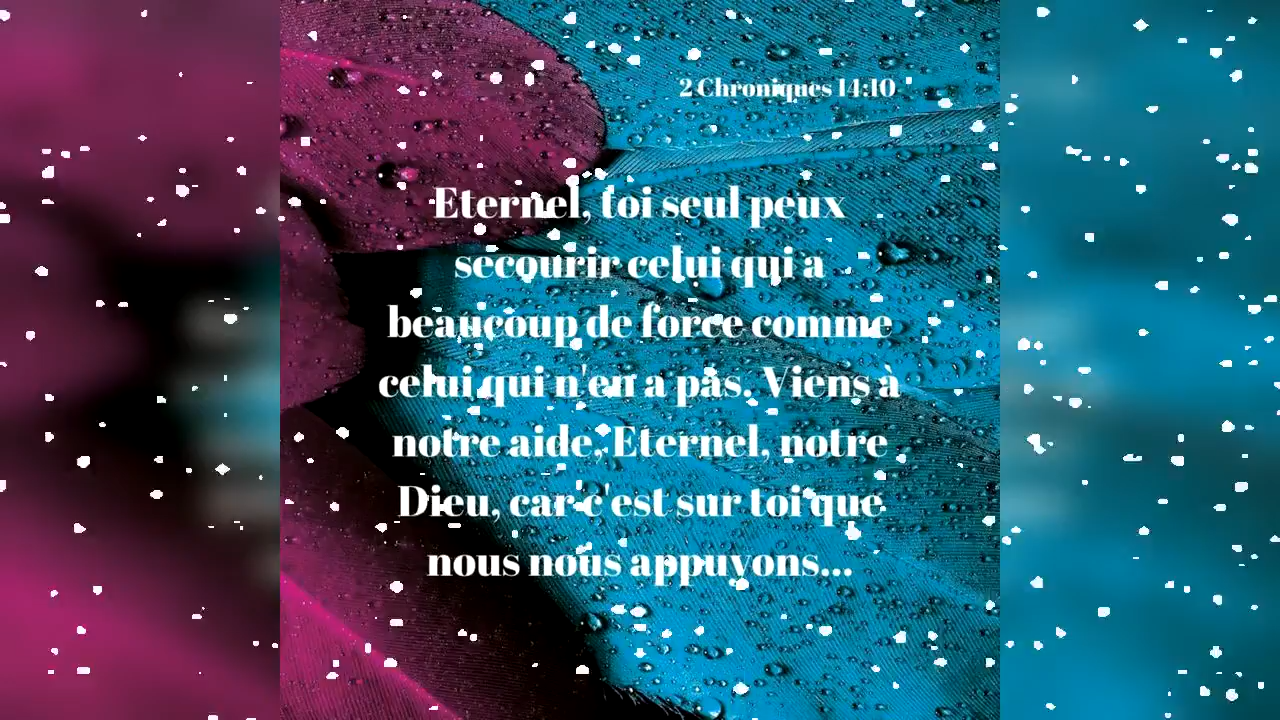 2 Chroniques 14:10
Eternel, toi seul peux
secourir celui qui a
beaucoup de force comme
celui qui n'en a pas. Viens à
notre aide, Eternel, notre
Dieu, car c'est sur toi que
nous nous appuyons...